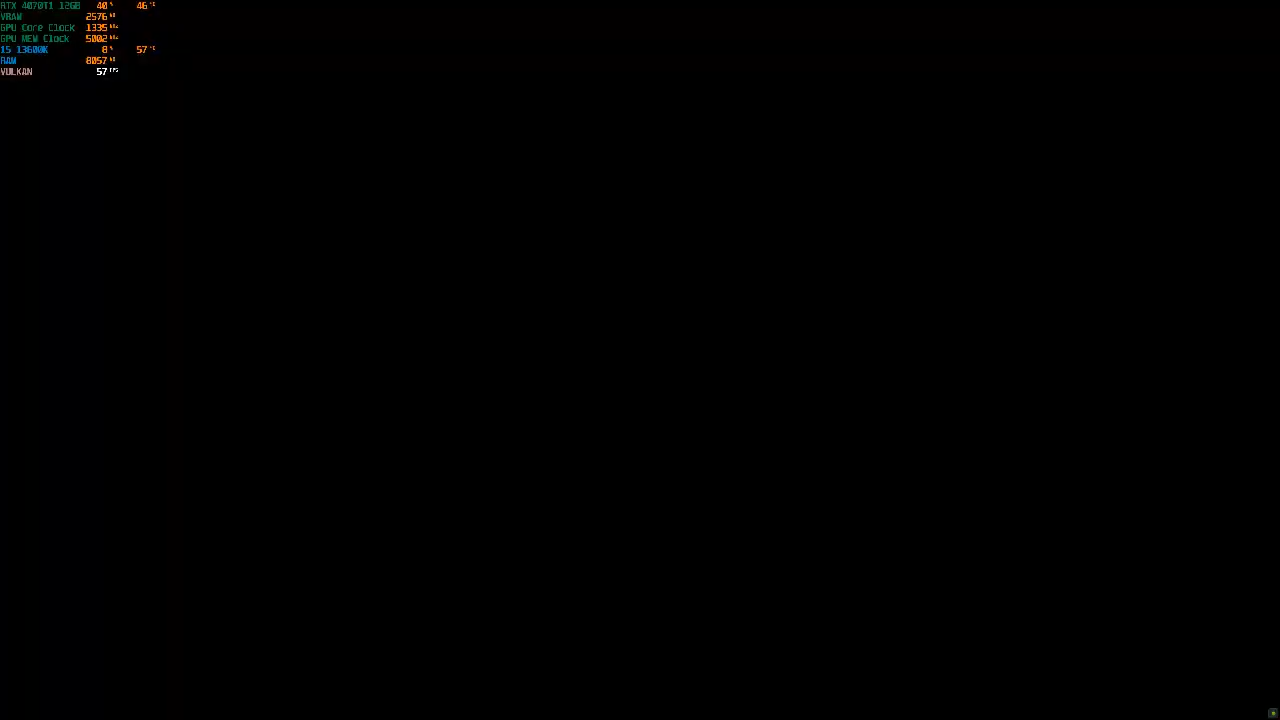 RTX 4070Ti 12GB 40 % 46 °C
VRAM 2576 MB
GPU Core Clock 1335 MHz
GPU MEM Clock 5002 MHz
i5 13600K 8 % 57 °C
RAM 8057 MB
VULKAN 57 FPS